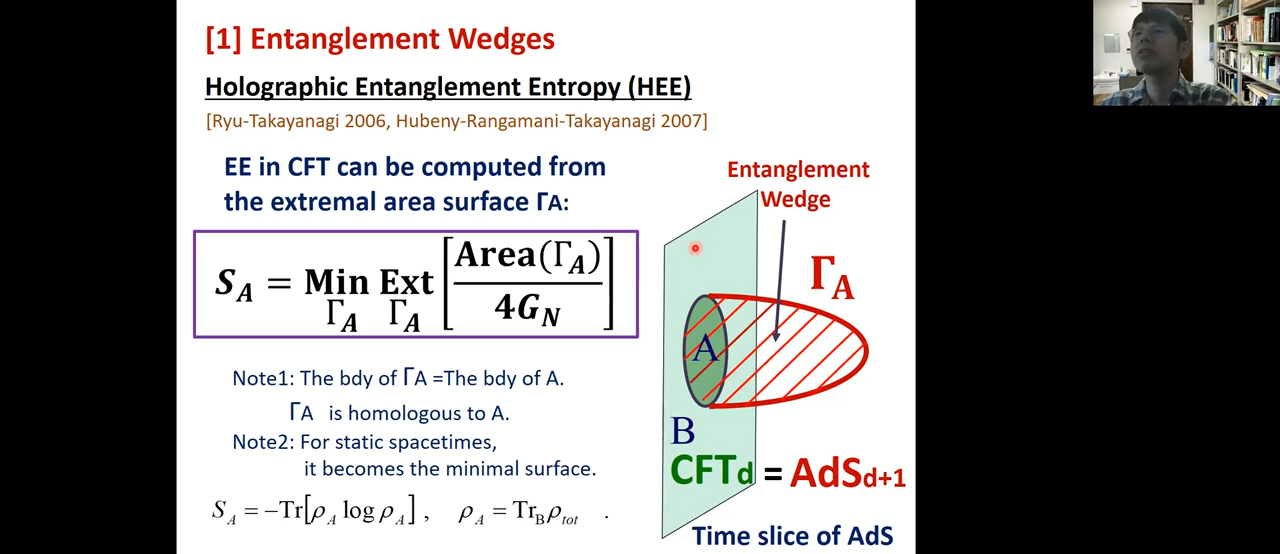 [1] Entanglement Wedges
Holographic Entanglement Entropy (HEE)
[Ryu-Takayanagi 2006, Hubeny-Rangamani-Takayanagi 2007]
EE in CFT can be computed from
the extremal area surface ΓA:
S_A = Min_{Γ_A} Ext_{Γ_A} [Area(Γ_A) / 4G_N]
Note1: The bdy of ΓA =The bdy of A.
ΓA is homologous to A.
Note2: For static spacetimes,
it becomes the minimal surface.
S_A = −Tr[ρ_A log ρ_A] , ρ_A = Tr_B ρ_tot .
Entanglement
Wedge
Γ_A
A
B
CFTd = AdSd+1
Time slice of AdS